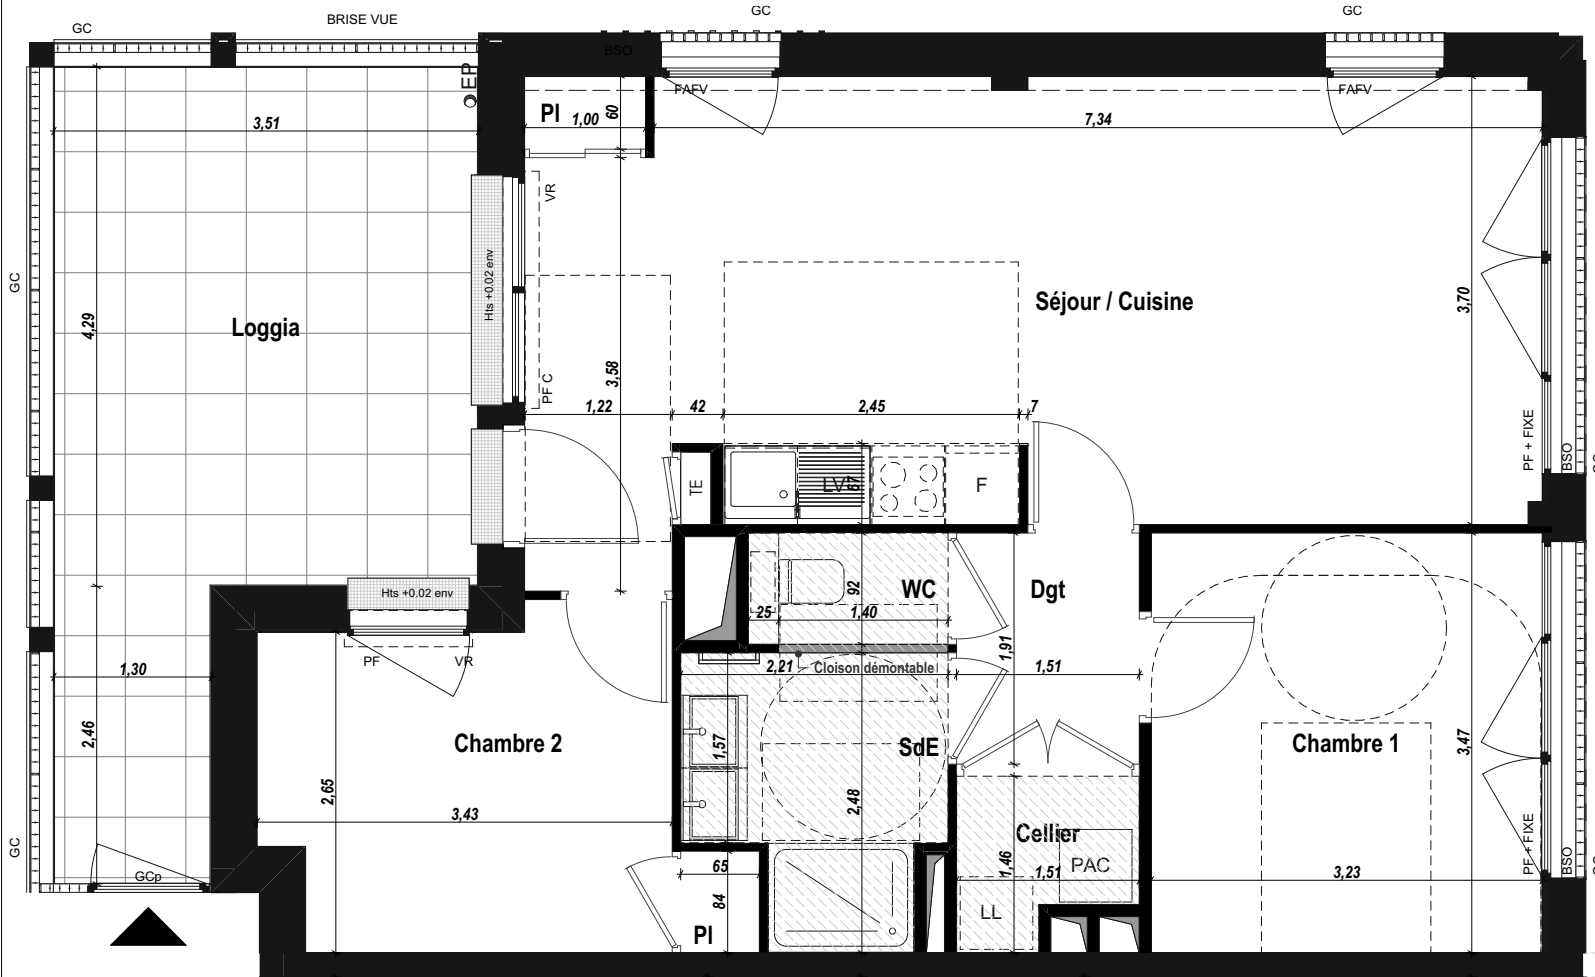 GC
BRISE VUE
GC
GC
BSO
EP
FAFV
FAFV
Pl
1,00
60
3,51
7,34
VR
GC
Hts +0.02 env
Loggia
4,29
Séjour / Cuisine
3,70
PF C
3,58
1,22
42
2,45
7
PF + FIXE
BSO
TE
LV
67
F
WC
92
25
1,40
Dgt
Hts +0.02 env
PF
VR
1,30
2,21
Cloison démontable
1,91
1,51
2,46
Chambre 2
1,57
SdE
Chambre 1
3,47
2,65
3,43
2,48
Cellier
PAC
1,46
1,51
3,23
PF + FIXE
BSO
GC
GCp
65
84
Pl
LL